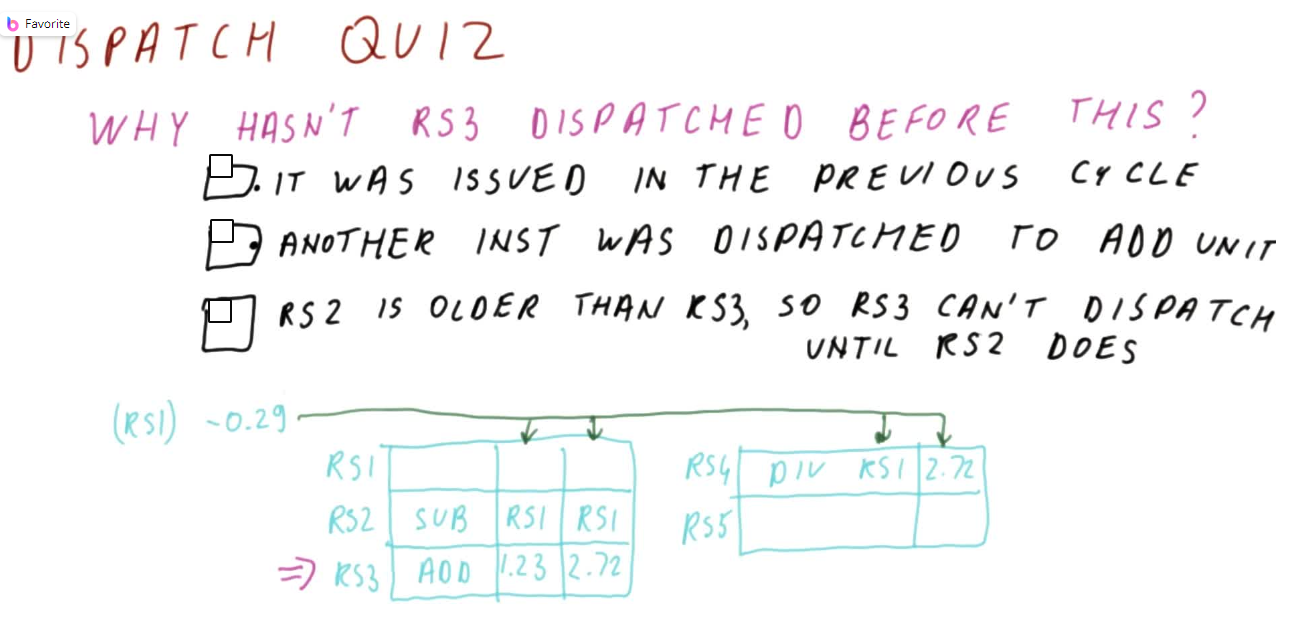 Favorite
DISPATCH QUIZ
WHY HASN'T RS3 DISPATCHED BEFORE THIS?
IT WAS ISSUED IN THE PREVIOUS CYCLE
ANOTHER INST WAS DISPATCHED TO ADD UNIT
RS2 IS OLDER THAN RS3, SO RS3 CAN'T DISPATCH
UNTIL RS2 DOES
(RS1) -0.29
RS1
RS2 SUB RS1 RS1
⇒ RS3 ADD 1.23 2.72
RS4 DIV RS1 2.72
RS5